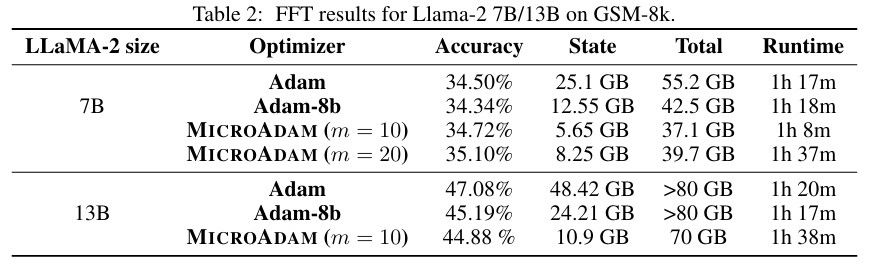 Table 2: FFT results for Llama-2 7B/13B on GSM-8k.
LLaMA-2 size Optimizer Accuracy State Total Runtime
Adam 34.50% 25.1 GB 55.2 GB 1h 17m
7B Adam-8b 34.34% 12.55 GB 42.5 GB 1h 18m
MICROADAM (m = 10) 34.72% 5.65 GB 37.1 GB 1h 8m
MICROADAM (m = 20) 35.10% 8.25 GB 39.7 GB 1h 37m
Adam 47.08% 48.42 GB >80 GB 1h 20m
13B Adam-8b 45.19% 24.21 GB >80 GB 1h 17m
MICROADAM (m = 10) 44.88 % 10.9 GB 70 GB 1h 38m